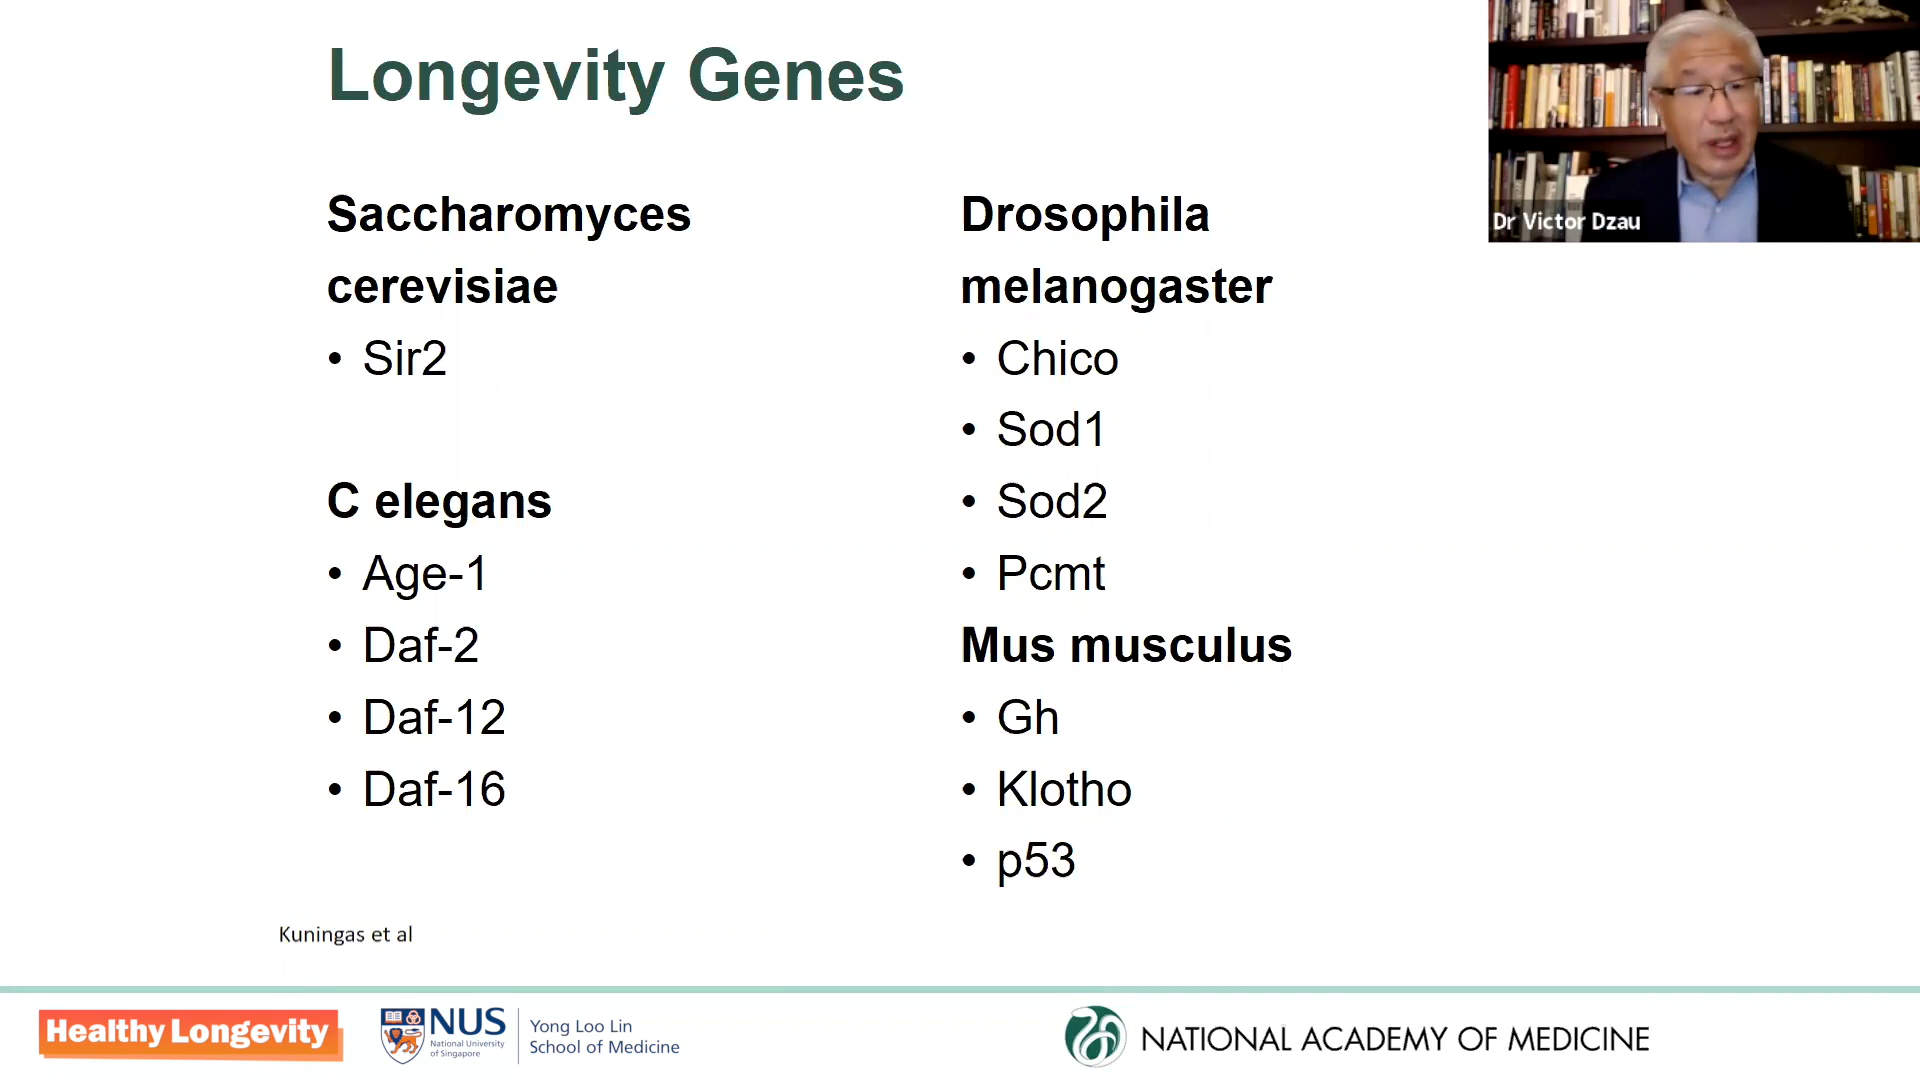 Longevity Genes
Saccharomyces
cerevisiae
• Sir2
C elegans
• Age-1
• Daf-2
• Daf-12
• Daf-16
Drosophila
melanogaster
• Chico
• Sod1
• Sod2
• Pcmt
Mus musculus
• Gh
• Klotho
• p53
Dr Victor Dzau
Kuningas et al
Healthy Longevity
NUS
National University
of Singapore
Yong Loo Lin
School of Medicine
NATIONAL ACADEMY OF MEDICINE